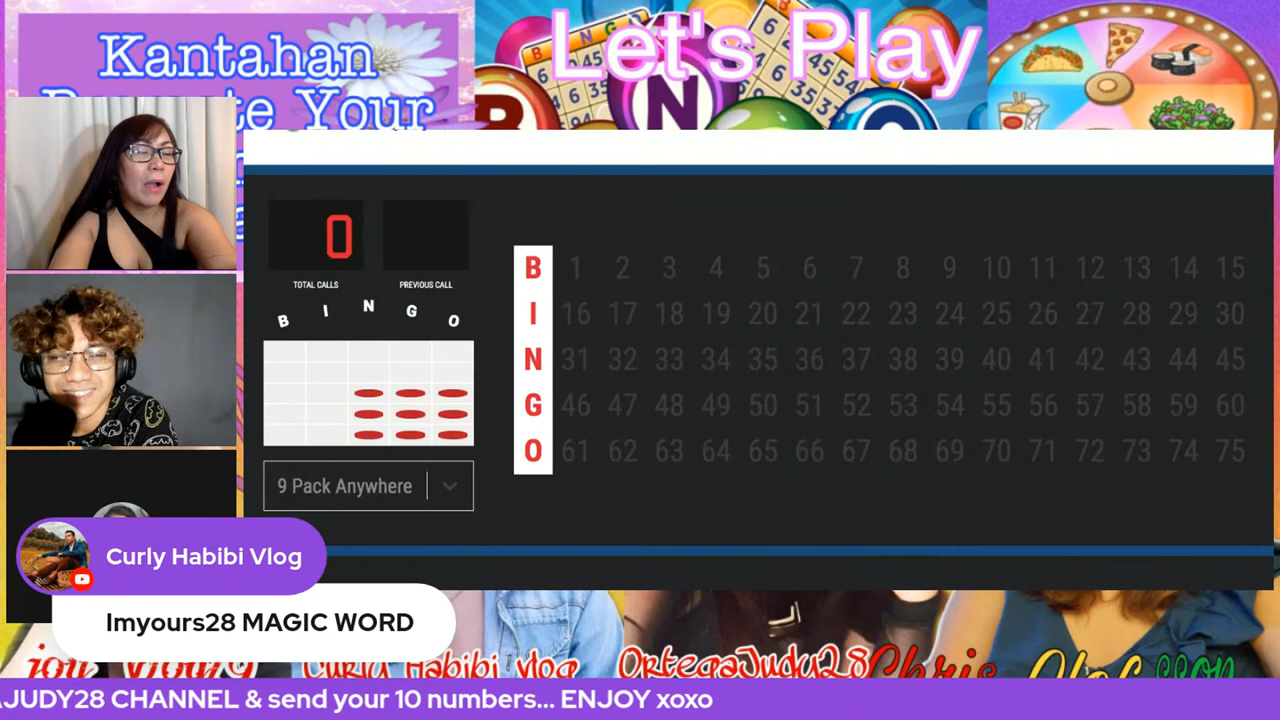 Kantahan
te Your
Let's Play
B I N G O
N
0
TOTAL CALLS
PREVIOUS CALL
B I N G O
9 Pack Anywhere
B 1 2 3 4 5 6 7 8 9 10 11 12 13 14 15
I 16 17 18 19 20 21 22 23 24 25 26 27 28 29 30
N 31 32 33 34 35 36 37 38 39 40 41 42 43 44 45
G 46 47 48 49 50 51 52 53 54 55 56 57 58 59 60
O 61 62 63 64 65 66 67 68 69 70 71 72 73 74 75
Curly Habibi Vlog
Imyours28 MAGIC WORD
Curly Habibi vlog
OrtegaJudy28
Chris
AJUDY28 CHANNEL & send your 10 numbers... ENJOY xoxo